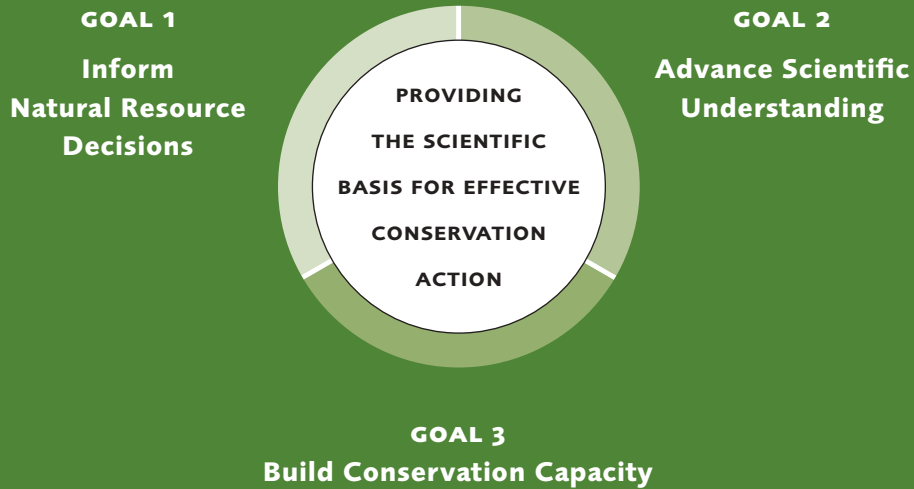 GOAL 1
Inform
Natural Resource
Decisions
GOAL 2
Advance Scientific
Understanding
PROVIDING
THE SCIENTIFIC
BASIS FOR EFFECTIVE
CONSERVATION
ACTION
GOAL 3
Build Conservation Capacity